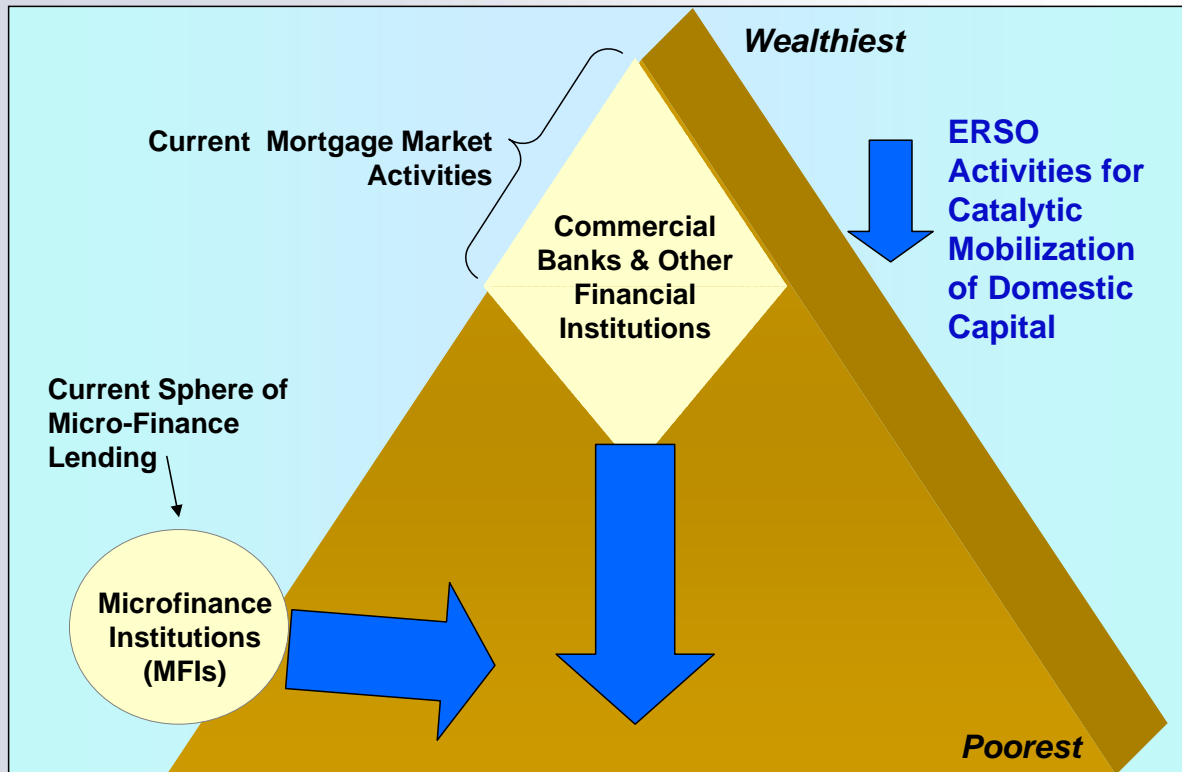 Wealthiest
Current Mortgage Market
Activities
ERSO
Activities for
Catalytic
Mobilization
of Domestic
Capital
Commercial
Banks & Other
Financial
Institutions
Current Sphere of
Micro-Finance
Lending
Microfinance
Institutions
(MFIs)
Poorest